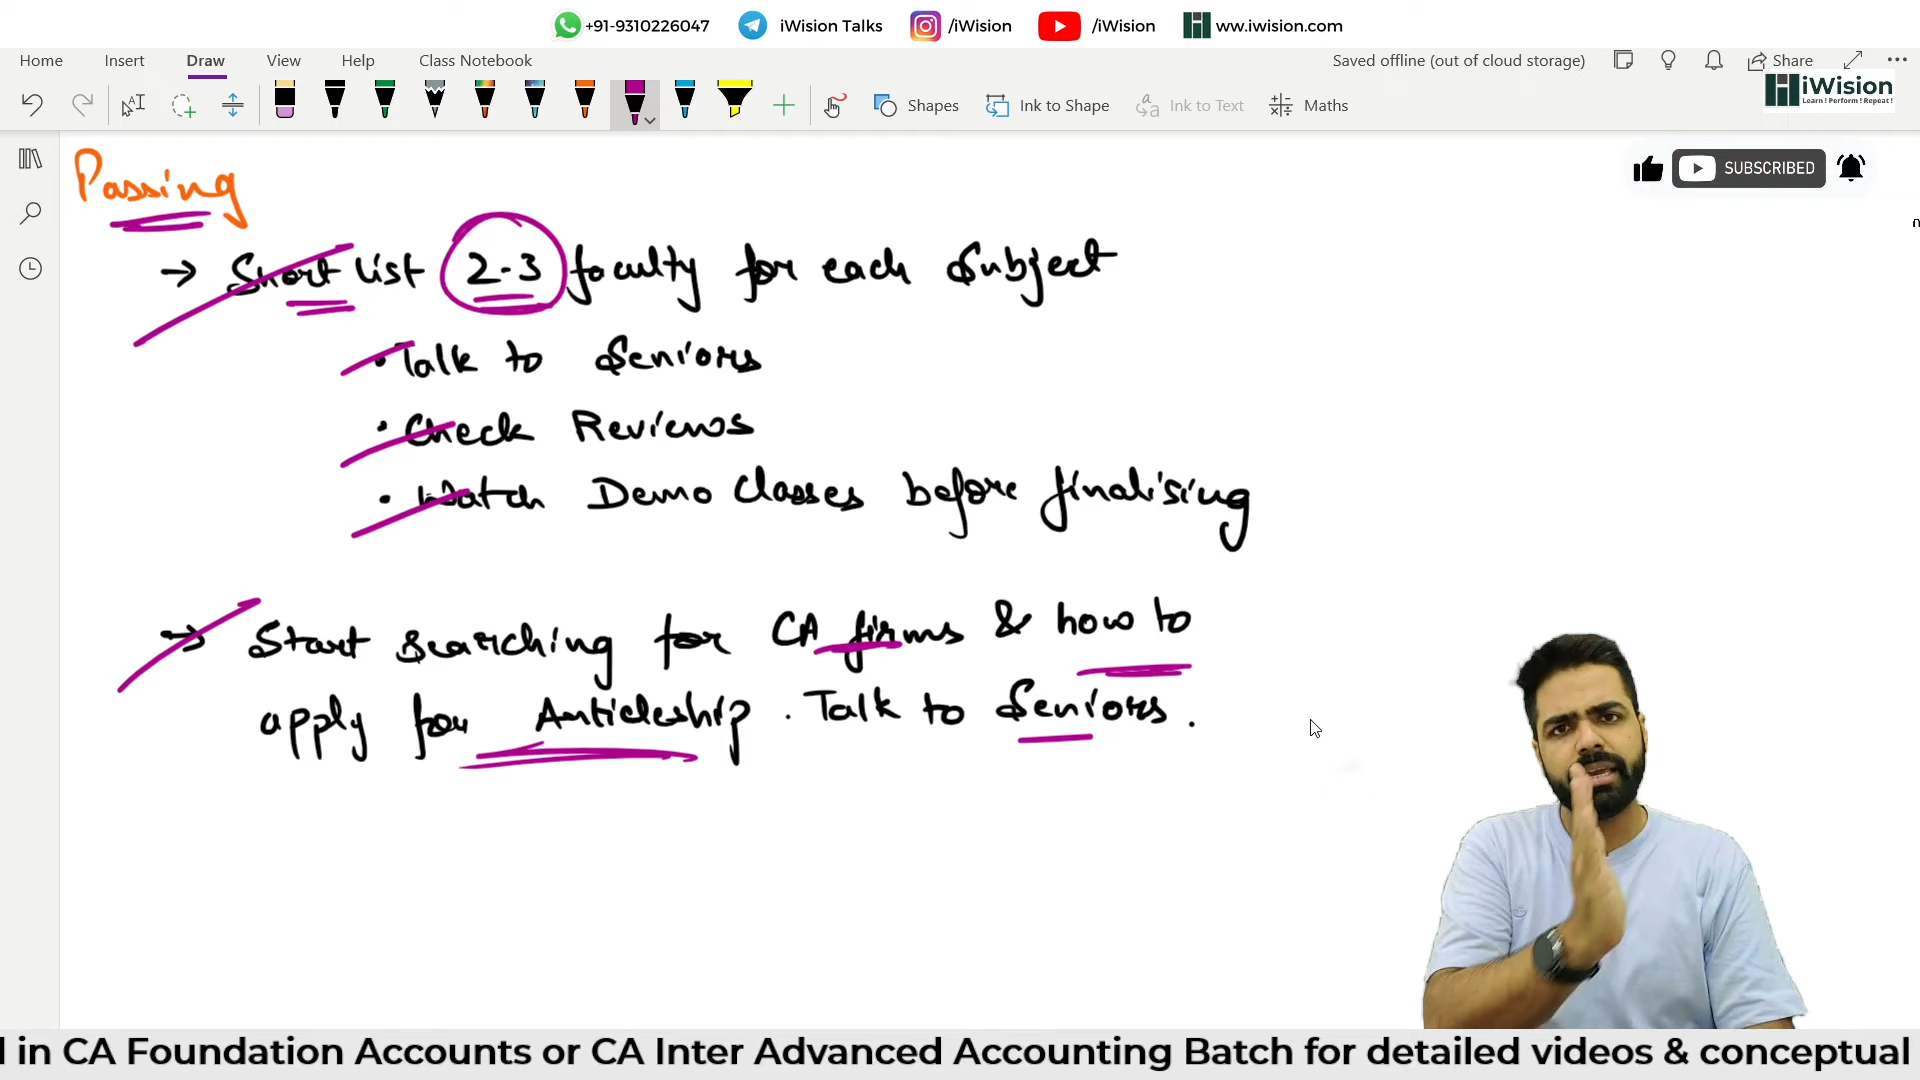 +91-9310226047 iWision Talks /iWision /iWision ww.iwision.com
Home Insert Draw View Help Class Notebook Saved offline (out of cloud storage) Share
Shapes Ink to Shape Ink to Text Maths
iWision
Learn ! Perform ! Repeat !
SUBSCRIBED
Passing
→ Short list 2-3 faculty for each Subject
• Talk to Seniors
• Check Reviews
• Watch Demo Classes before finalising
→ Start searching for CA firms & how to
apply for Articleship. Talk to Seniors.
in CA Foundation Accounts or CA Inter Advanced Accounting Batch for detailed videos & conceptual